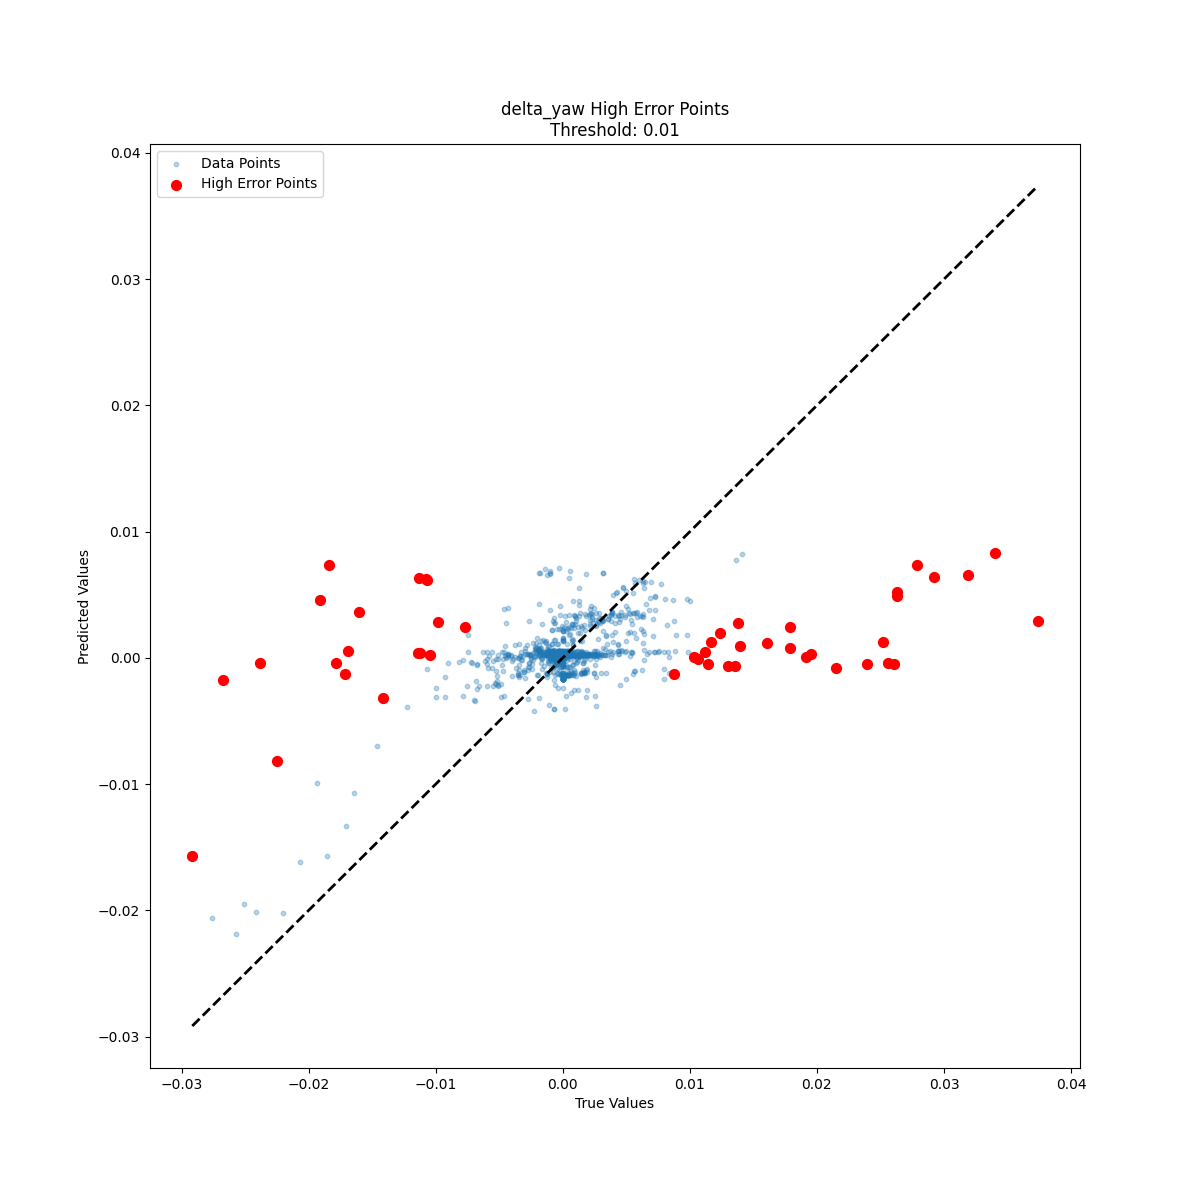 delta_yaw High Error Points
Threshold: 0.01
Data Points
High Error Points
0.04
0.03
0.02
0.01
0.00
−0.01
−0.02
−0.03
Predicted Values
−0.03
−0.02
−0.01
0.00
0.01
0.02
0.03
0.04
True Values